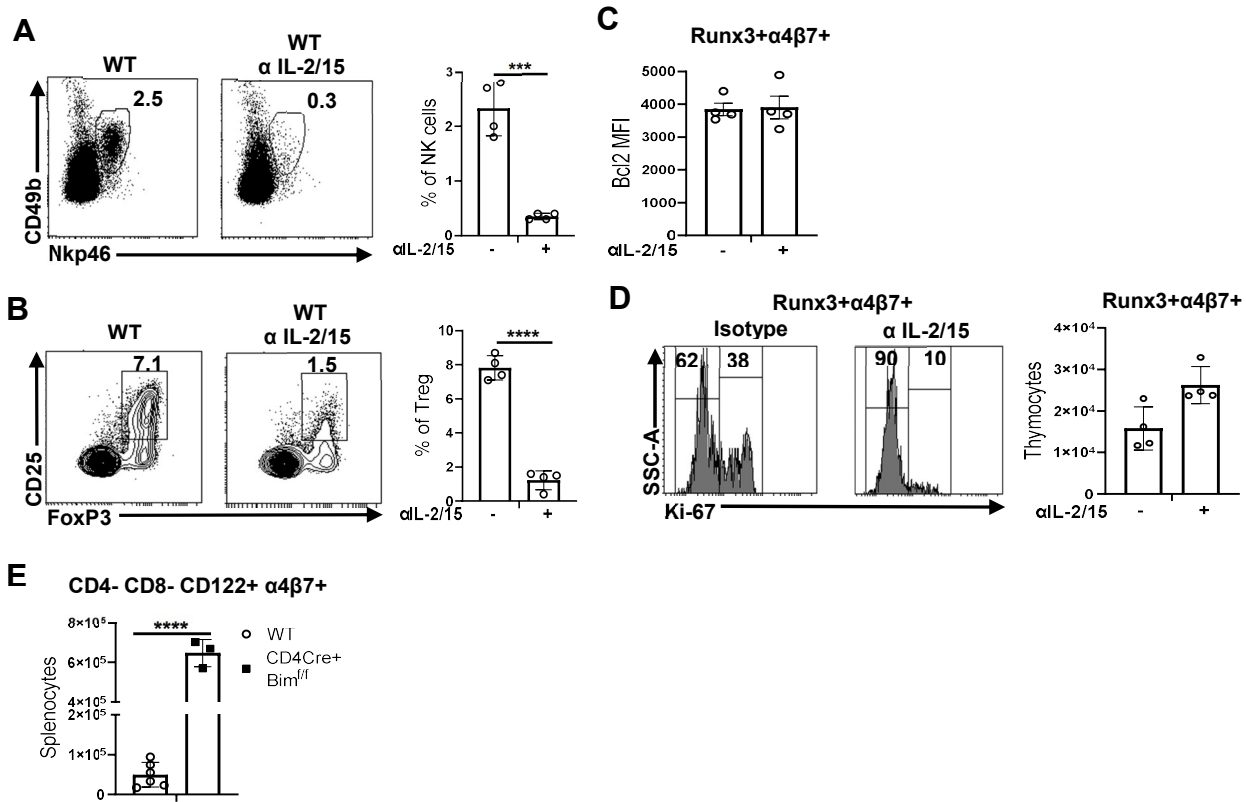 A
WT
WT
α IL-2/15
2.5
0.3
CD49b
Nkp46
% of NK cells
3
2
1
0
***
αIL-2/15
-
+
C
Runx3+α4β7+
Bcl2 MFI
5000
4000
3000
2000
1000
0
αIL-2/15
-
+
B
WT
WT
α IL-2/15
7.1
1.5
CD25
FoxP3
% of Treg
10
8
6
4
2
0
****
αIL-2/15
-
+
D
Runx3+α4β7+
Isotype
α IL-2/15
62
38
90
10
SSC-A
Ki-67
Runx3+α4β7+
Thymocytes
4×10⁴
3×10⁴
2×10⁴
1×10⁴
0
αIL-2/15
-
+
E
CD4- CD8- CD122+ α4β7+
Splenocytes
8×10⁵
6×10⁵
4×10⁵
2×10⁵
1×10⁵
0
****
WT
CD4Cre+
Bimf/f